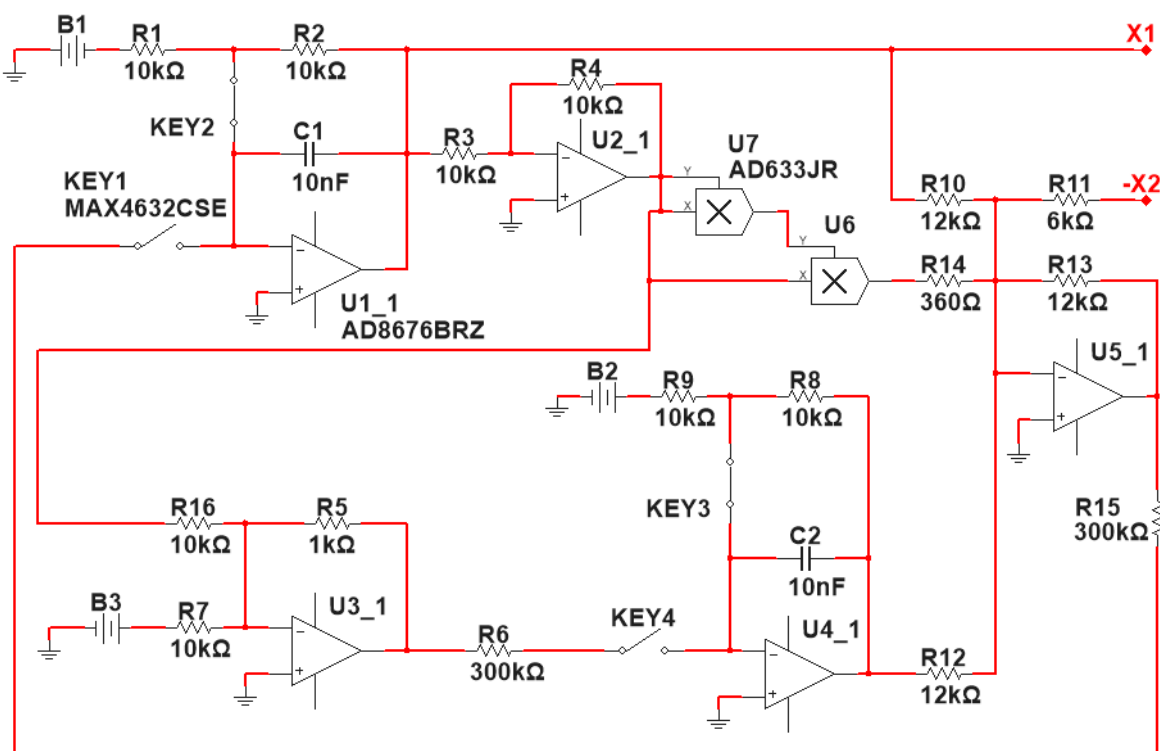 B1
R1
10kΩ
R2
10kΩ
X1
KEY2
C1
10nF
R3
10kΩ
R4
10kΩ
U2_1
−
+
U7
AD633JR
Y
X
U6
Y
X
R10
12kΩ
R11
6kΩ
-X2
KEY1
MAX4632CSE
−
+
U1_1
AD8676BRZ
R14
360Ω
R13
12kΩ
U5_1
−
+
B2
R9
10kΩ
R8
10kΩ
KEY3
C2
10nF
R15
300kΩ
R16
10kΩ
R5
1kΩ
B3
R7
10kΩ
U3_1
−
+
R6
300kΩ
KEY4
U4_1
−
+
R12
12kΩ